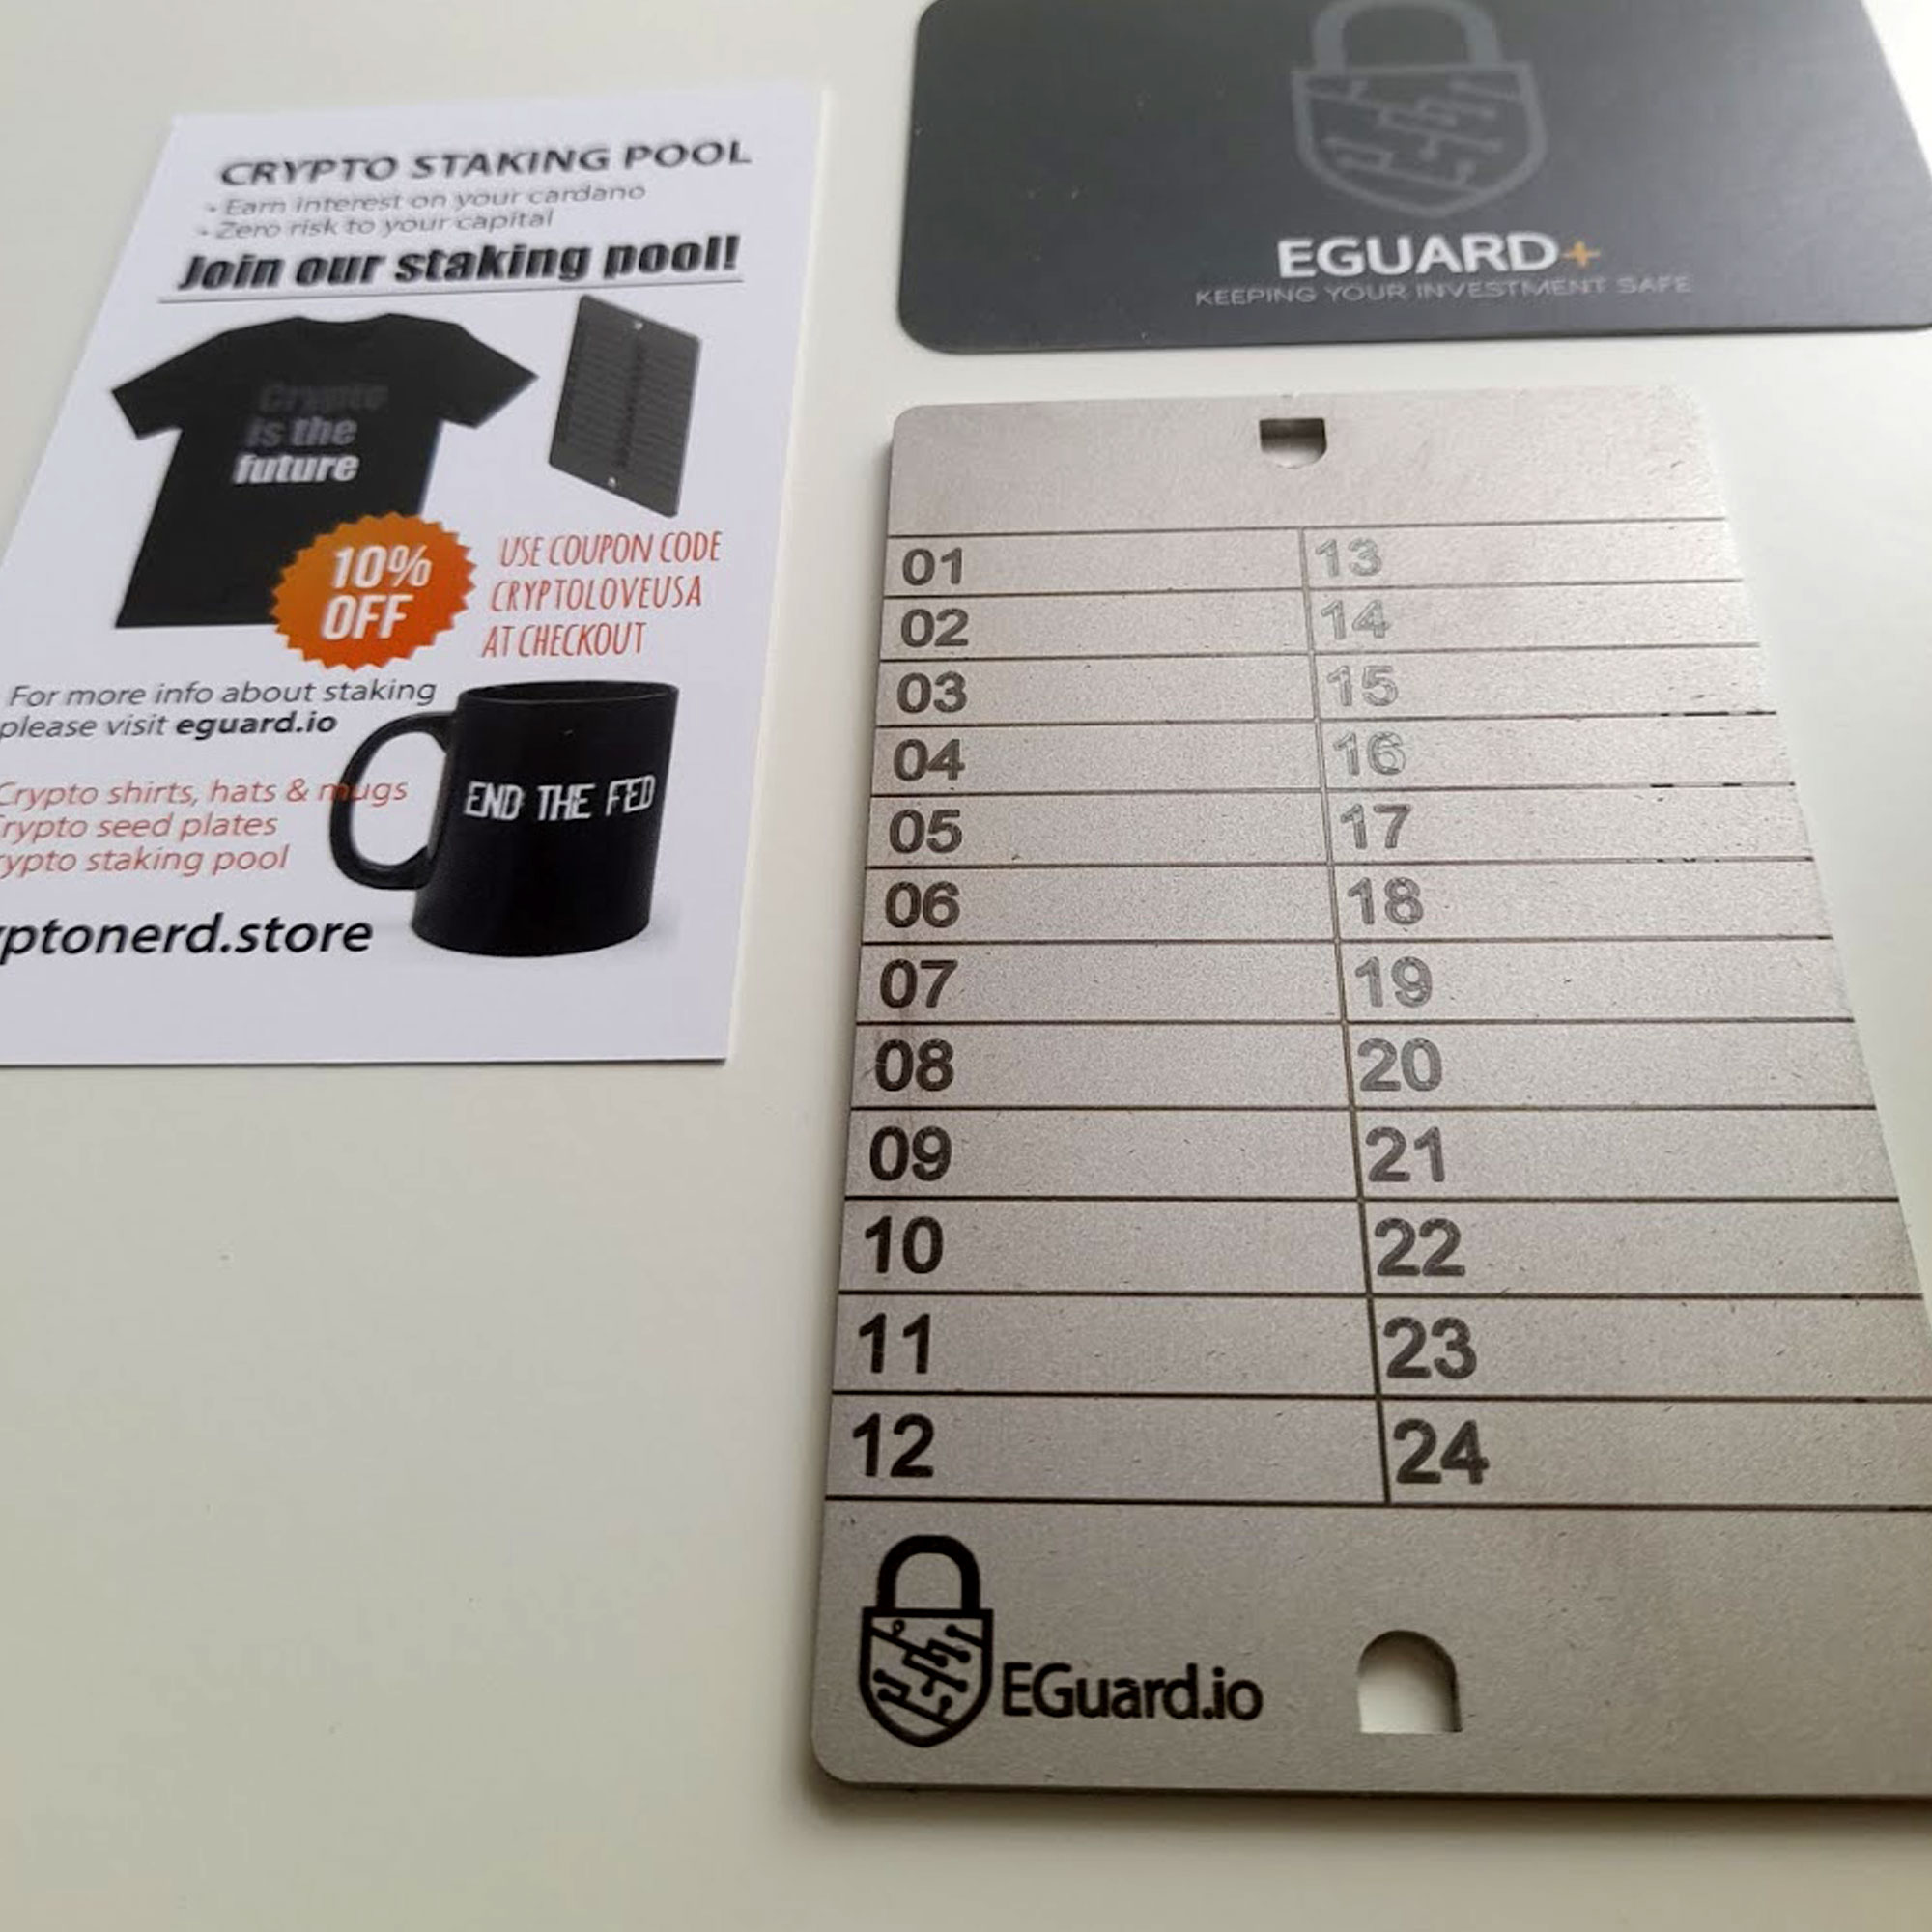 CRYPTO STAKING POOL
- Earn interest on your cardano
- Zero risk to your capital
Join our staking pool!
Crypto
is the
future
10%
OFF
USE COUPON CODE
CRYPTOLOVEUSA
AT CHECKOUT
For more info about staking
please visit eguard.io
END THE FED
Crypto shirts, hats & mugs
rypto seed plates
ypto staking pool
yptonerd.store
EGUARD+
KEEPING YOUR INVESTMENT SAFE
01 13
02 14
03 15
04 16
05 17
06 18
07 19
08 20
09 21
10 22
11 23
12 24
EGuard.io